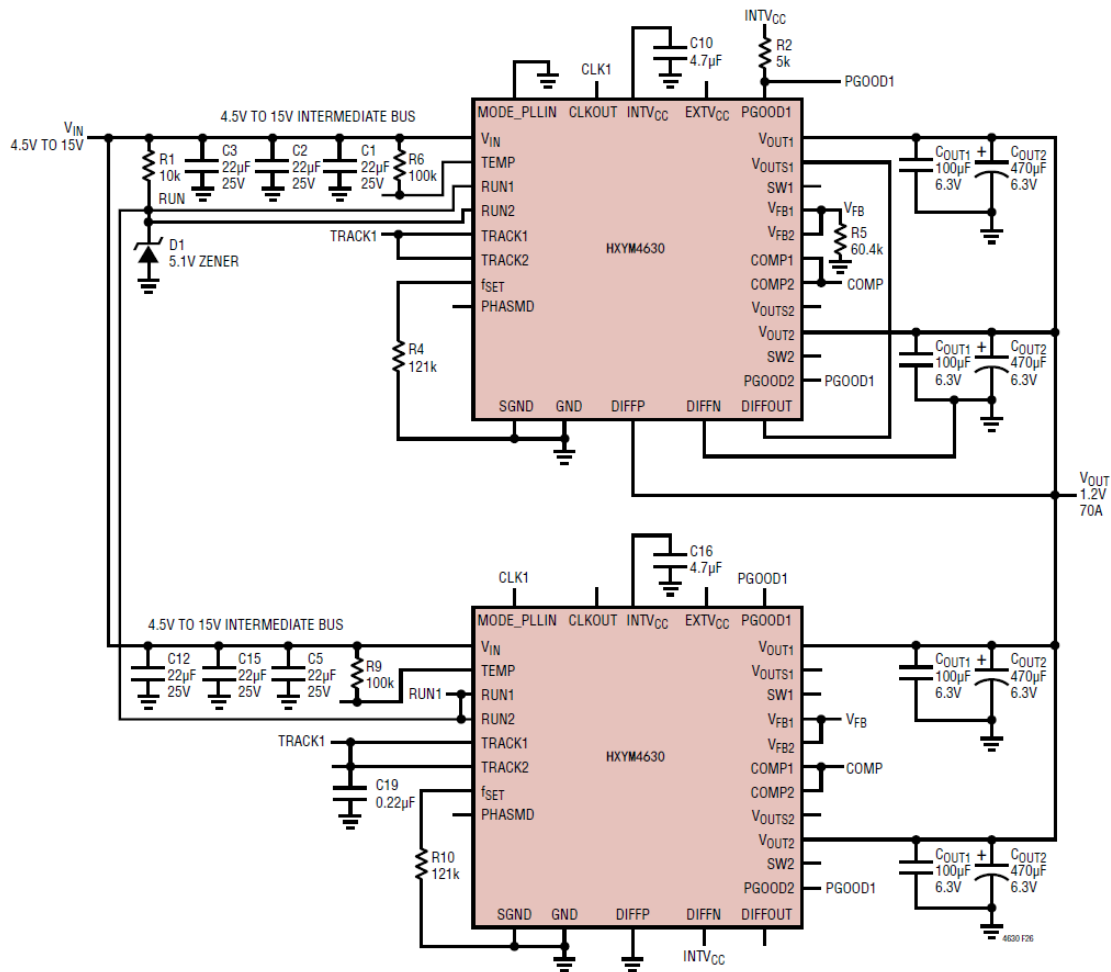 INTVCC
C10
4.7µF
R2
5k
CLK1
PGOOD1
MODE_PLLIN CLKOUT INTVCC EXTVCC PGOOD1
VIN
4.5V TO 15V
4.5V TO 15V INTERMEDIATE BUS
R1
10k
C3
22µF
25V
C2
22µF
25V
C1
22µF
25V
R6
100k
RUN
D1
5.1V ZENER
TRACK1
R4
121k
VIN
TEMP
RUN1
RUN2
TRACK1
TRACK2
fSET
PHASMD
HXYM4630
VOUT1
VOUTS1
SW1
VFB1
VFB2
COMP1
COMP2
VOUTS2
VOUT2
SW2
PGOOD2
SGND GND DIFFP DIFFN DIFFOUT
VFB
R5
60.4k
COMP
PGOOD1
COUT1
100µF
6.3V
+
COUT2
470µF
6.3V
COUT1
100µF
6.3V
+
COUT2
470µF
6.3V
VOUT
1.2V
70A
C16
4.7µF
CLK1
PGOOD1
MODE_PLLIN CLKOUT INTVCC EXTVCC PGOOD1
4.5V TO 15V INTERMEDIATE BUS
C12
22µF
25V
C15
22µF
25V
C5
22µF
25V
R9
100k
RUN1
TRACK1
C19
0.22µF
R10
121k
VIN
TEMP
RUN1
RUN2
TRACK1
TRACK2
fSET
PHASMD
HXYM4630
VOUT1
VOUTS1
SW1
VFB1
VFB2
COMP1
COMP2
VOUTS2
VOUT2
SW2
PGOOD2
SGND GND DIFFP DIFFN DIFFOUT
INTVCC
VFB
COMP
PGOOD1
COUT1
100µF
6.3V
+
COUT2
470µF
6.3V
COUT1
100µF
6.3V
+
COUT2
470µF
6.3V
4630 F26